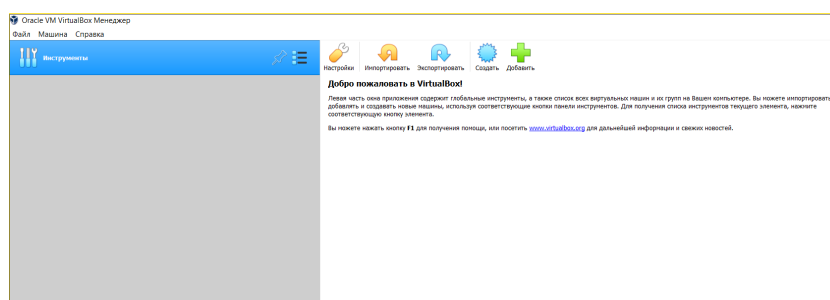 Oracle VM VirtualBox Менеджер
Файл Машина Справка
Инструменты
Настройки Импортировать Экспортировать Создать Добавить
Добро пожаловать в VirtualBox!
Левая часть окна приложения содержит глобальные инструменты, а также список всех виртуальных машин и их групп на Вашем компьютере. Вы можете импортировать,
добавлять и создавать новые машины, используя соответствующие кнопки панели инструментов. Для получения списка инструментов текущего элемента, нажмите
соответствующую кнопку элемента.
Вы можете нажать кнопку F1 для получения помощи, или посетить www.virtualbox.org для дальнейшей информации и свежих новостей.